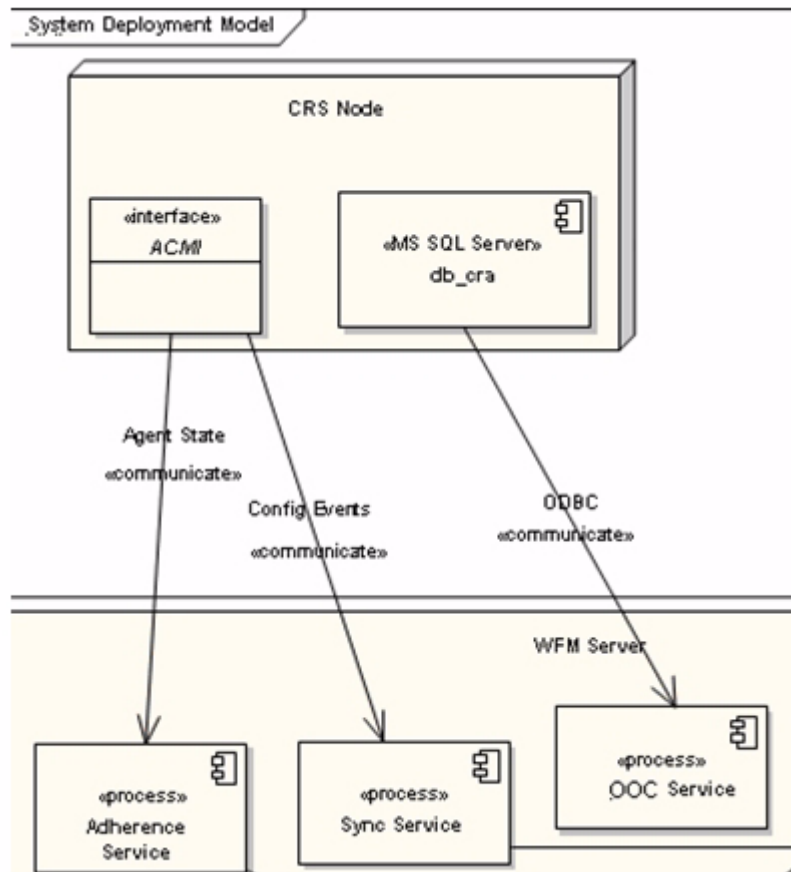 System Deployment Model
CRS Node
«interface»
ACMI
«MS SQL Server»
db_cra
Agent State
«communicate»
Config Events
«communicate»
ODBC
«communicate»
WFM Server
«process»
Adherence
Service
«process»
Sync Service
«process»
OOC Service